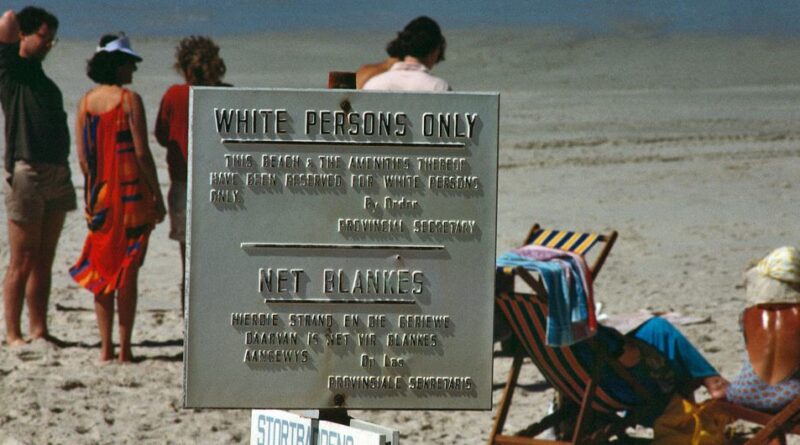 WHITE PERSONS ONLY
THIS BEACH & THE AMENITIES THEREOF
HAVE BEEN RESERVED FOR WHITE PERSONS
ONLY.
By Order
PROVINCIAL SECRETARY
NET BLANKES
HIERDIE STRAND EN DIE GERIEWE
DAARVAN IS NET VIR BLANKES
AANGEWYS
Op Las
PROVINSIALE SEKRETARIS